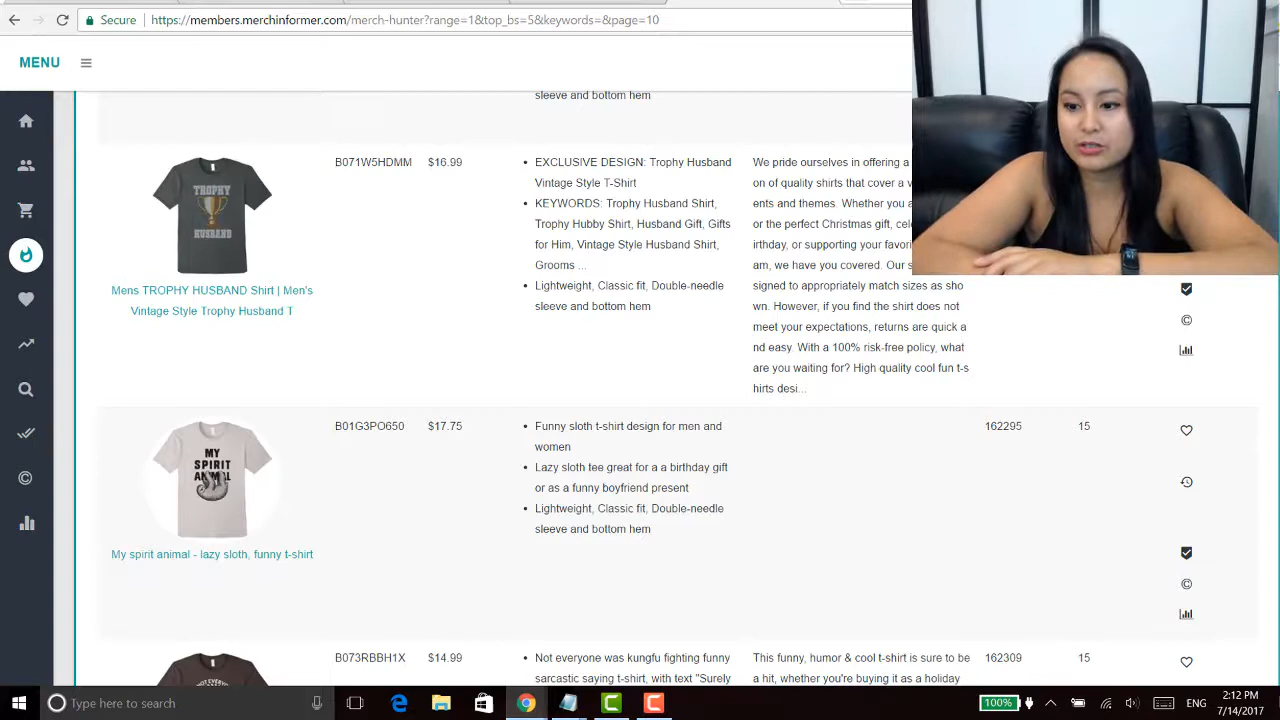 Secure https://members.merchinformer.com/merch-hunter?range=1&top_bs=5&keywords=&page=10
MENU
sleeve and bottom hem
TROPHY
HUSBAND
Mens TROPHY HUSBAND Shirt | Men's
Vintage Style Trophy Husband T
B071W5HDMM
$16.99
EXCLUSIVE DESIGN: Trophy Husband
Vintage Style T-Shirt
KEYWORDS: Trophy Husband Shirt,
Trophy Hubby Shirt, Husband Gift, Gifts
for Him, Vintage Style Husband Shirt,
Grooms ...
Lightweight, Classic fit, Double-needle
sleeve and bottom hem
We pride ourselves in offering a
on of quality shirts that cover a v
ents and themes. Whether you a
or the perfect Christmas gift, cel
irthday, or supporting your favori
am, we have you covered. Our s
signed to appropriately match sizes as sho
wn. However, if you find the shirt does not
meet your expectations, returns are quick a
nd easy. With a 100% risk-free policy, what
are you waiting for? High quality cool fun t-s
hirts desi...
MY
SPIRIT
ANIMAL
My spirit animal - lazy sloth, funny t-shirt
B01G3PO650
$17.75
Funny sloth t-shirt design for men and
women
Lazy sloth tee great for a a birthday gift
or as a funny boyfriend present
Lightweight, Classic fit, Double-needle
sleeve and bottom hem
162295
15
B073RBBH1X
$14.99
Not everyone was kungfu fighting funny
sarcastic saying t-shirt, with text "Surely
This funny, humor & cool t-shirt is sure to be
a hit, whether you're buying it as a holiday
162309
15
Type here to search
100%
ENG
2:12 PM
7/14/2017